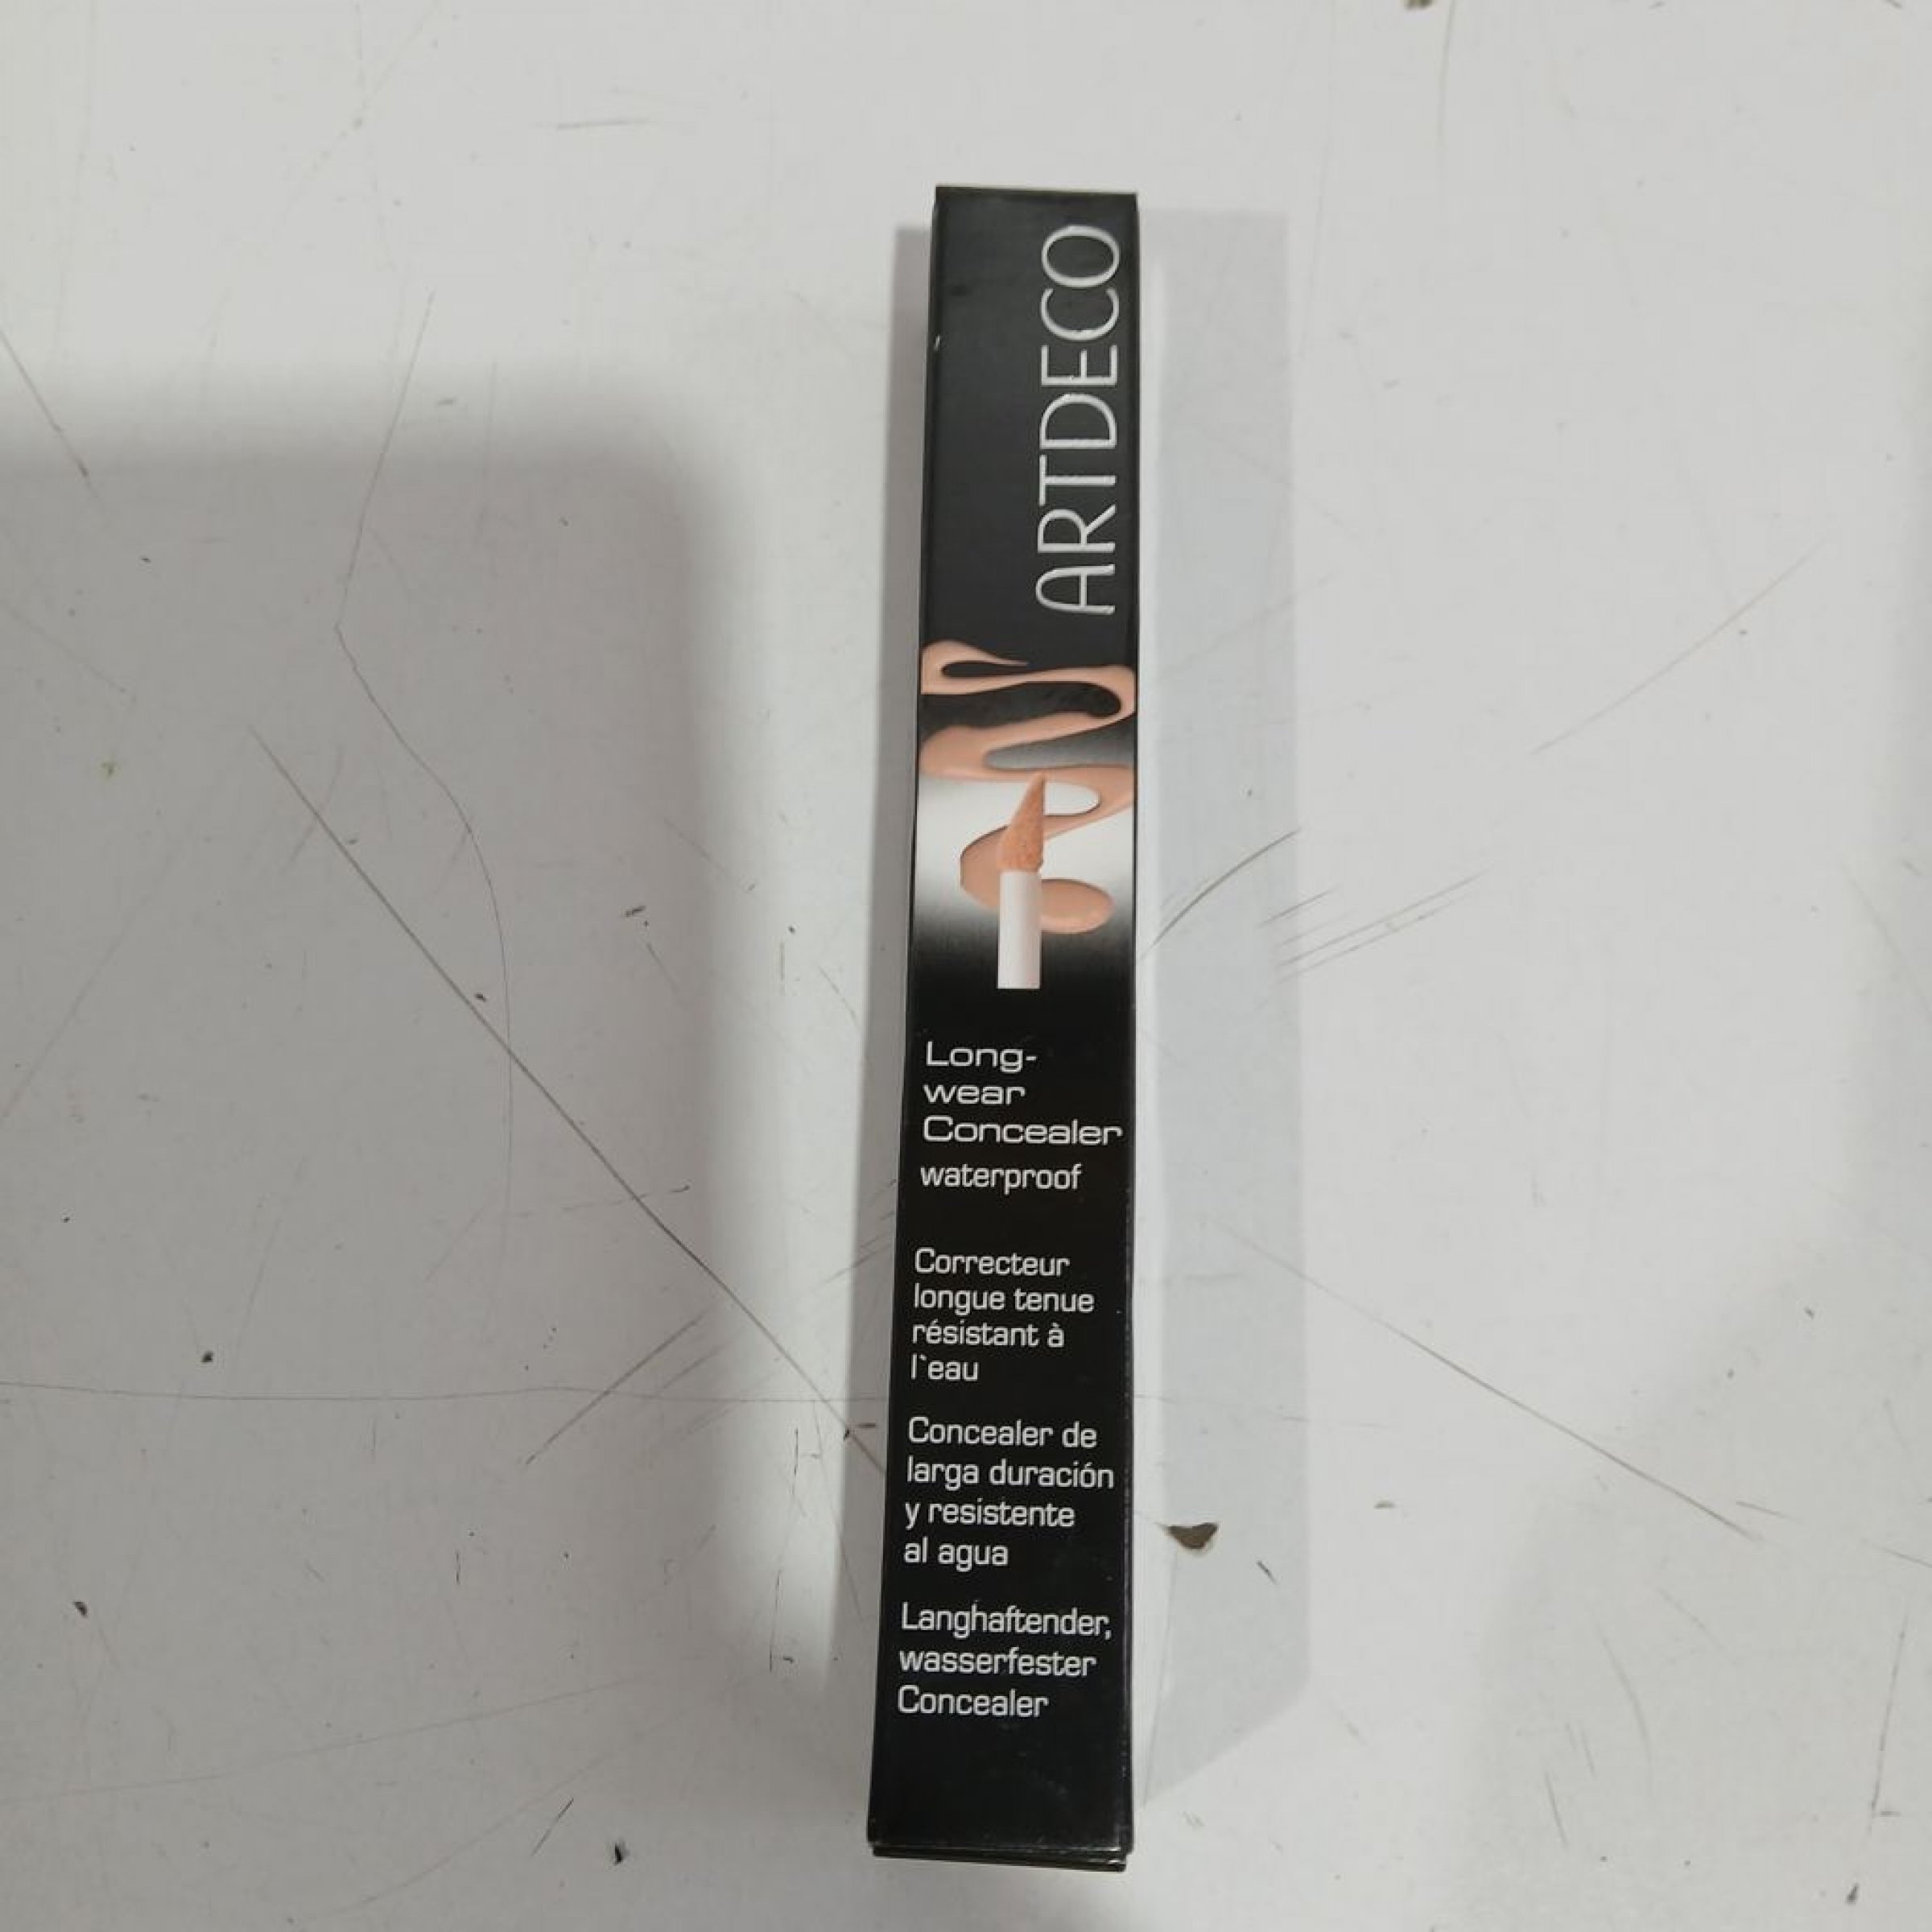 ARTDECO
Long-
wear
Concealer
waterproof
Correcteur
longue tenue
résistant à
l`eau
Concealer de
larga duración
y resistente
al agua
Langhaftender,
wasserfester
Concealer